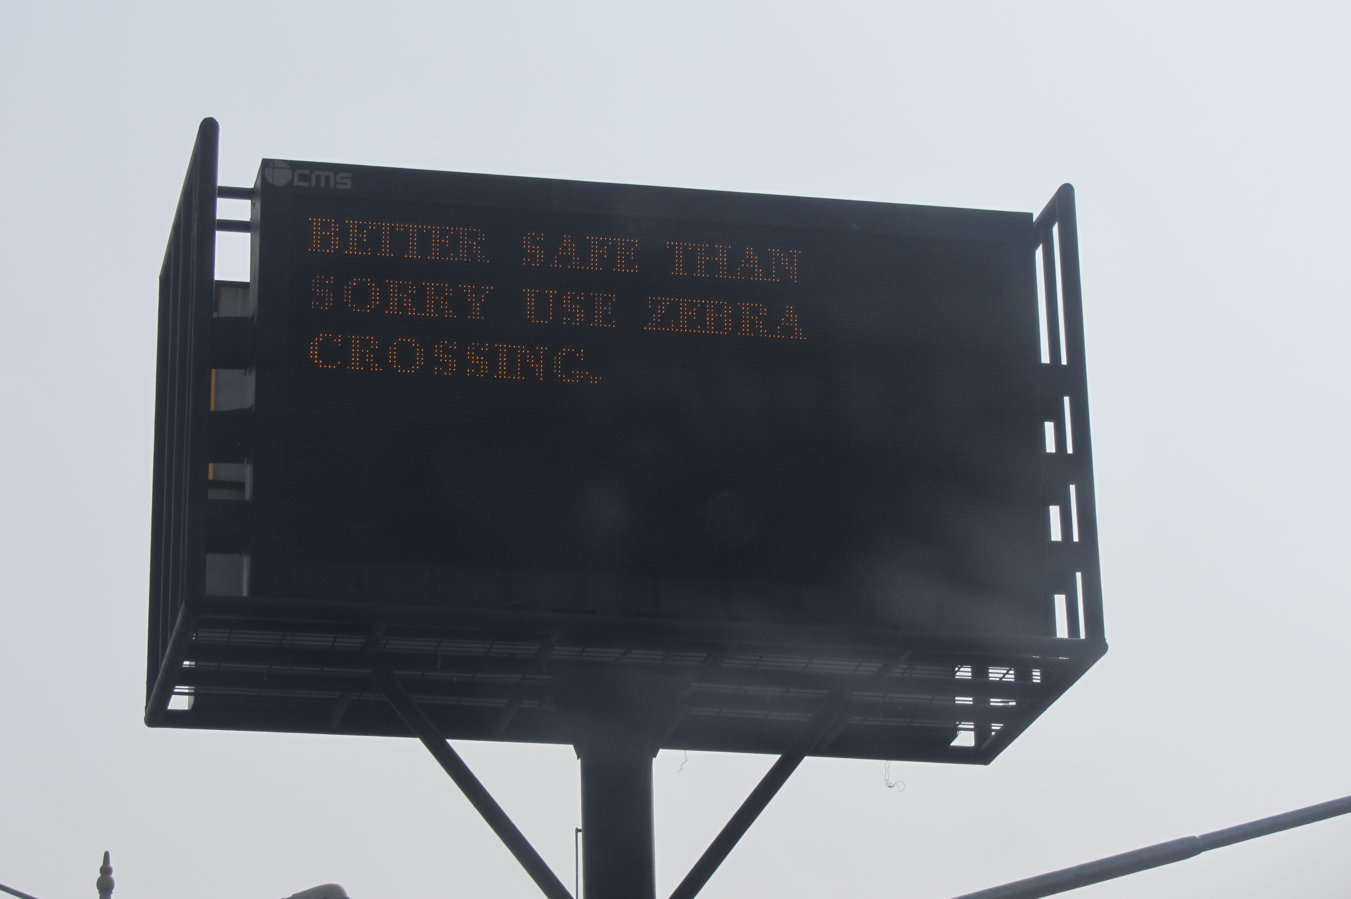 CMS
BETTER SAFE THAN
SORRY USE ZEBRA
CROSSING.